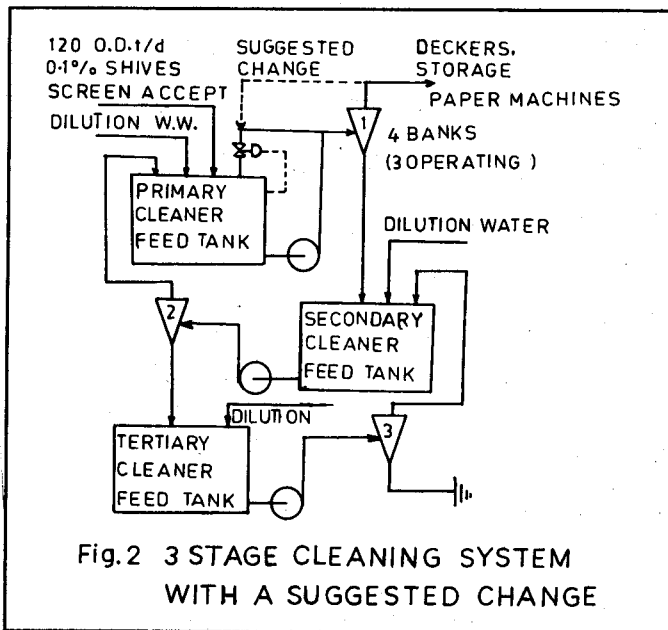 120 O.D.t/d
0·1% SHIVES
SCREEN ACCEPT
DILUTION W.W.
SUGGESTED
CHANGE
DECKERS,
STORAGE
PAPER MACHINES
1
4 BANKS
(3 OPERATING)
PRIMARY
CLEANER
FEED TANK
DILUTION WATER
2
SECONDARY
CLEANER
FEED TANK
DILUTION
TERTIARY
CLEANER
FEED TANK
3
Fig.2 3 STAGE CLEANING SYSTEM
WITH A SUGGESTED CHANGE